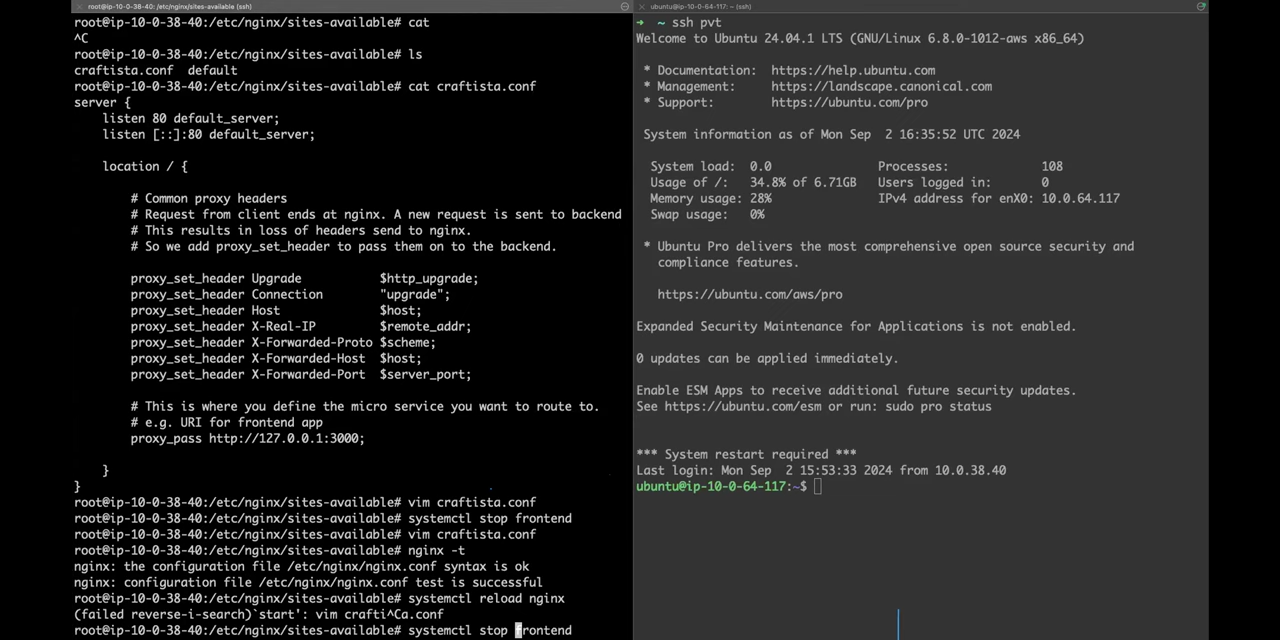 root@ip-10-0-38-40: /etc/nginx/sites-available (ssh)
root@ip-10-0-38-40:/etc/nginx/sites-available# cat
^C
root@ip-10-0-38-40:/etc/nginx/sites-available# ls
craftista.conf  default
root@ip-10-0-38-40:/etc/nginx/sites-available# cat craftista.conf
server {
    listen 80 default_server;
    listen [::]:80 default_server;
    location / {
        # Common proxy headers
        # Request from client ends at nginx. A new request is sent to backend
        # This results in loss of headers send to nginx.
        # So we add proxy_set_header to pass them on to the backend.
        proxy_set_header Upgrade           $http_upgrade;
        proxy_set_header Connection        "upgrade";
        proxy_set_header Host              $host;
        proxy_set_header X-Real-IP         $remote_addr;
        proxy_set_header X-Forwarded-Proto $scheme;
        proxy_set_header X-Forwarded-Host  $host;
        proxy_set_header X-Forwarded-Port  $server_port;
        # This is where you define the micro service you want to route to.
        # e.g. URI for frontend app
        proxy_pass http://127.0.0.1:3000;
    }
}
root@ip-10-0-38-40:/etc/nginx/sites-available# vim craftista.conf
root@ip-10-0-38-40:/etc/nginx/sites-available# systemctl stop frontend
root@ip-10-0-38-40:/etc/nginx/sites-available# vim craftista.conf
root@ip-10-0-38-40:/etc/nginx/sites-available# nginx -t
nginx: the configuration file /etc/nginx/nginx.conf syntax is ok
nginx: configuration file /etc/nginx/nginx.conf test is successful
root@ip-10-0-38-40:/etc/nginx/sites-available# systemctl reload nginx
(failed reverse-i-search)`start': vim crafti^Ca.conf
root@ip-10-0-38-40:/etc/nginx/sites-available# systemctl stop frontend
ubuntu@ip-10-0-64-117: ~ (ssh)
➜  ~ ssh pvt
Welcome to Ubuntu 24.04.1 LTS (GNU/Linux 6.8.0-1012-aws x86_64)
 * Documentation:  https://help.ubuntu.com
 * Management:     https://landscape.canonical.com
 * Support:        https://ubuntu.com/pro
 System information as of Mon Sep  2 16:35:52 UTC 2024
  System load:  0.0               Processes:             108
  Usage of /:   34.8% of 6.71GB   Users logged in:       0
  Memory usage: 28%               IPv4 address for enX0: 10.0.64.117
  Swap usage:   0%
 * Ubuntu Pro delivers the most comprehensive open source security and
   compliance features.
   https://ubuntu.com/aws/pro
Expanded Security Maintenance for Applications is not enabled.
0 updates can be applied immediately.
Enable ESM Apps to receive additional future security updates.
See https://ubuntu.com/esm or run: sudo pro status
*** System restart required ***
Last login: Mon Sep  2 15:53:33 2024 from 10.0.38.40
ubuntu@ip-10-0-64-117:~$